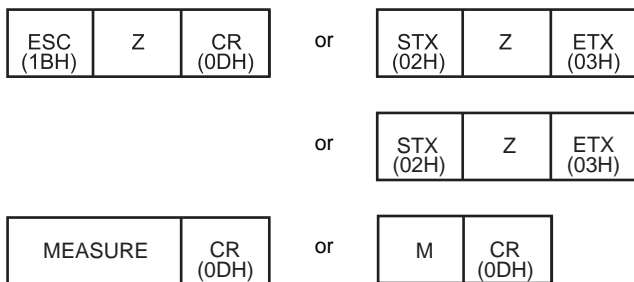 ESC Z CR or STX Z ETX
(1BH) (0DH) (02H) (03H)
or STX Z ETX
(02H) (03H)
MEASURE CR or M CR
(0DH) (0DH)